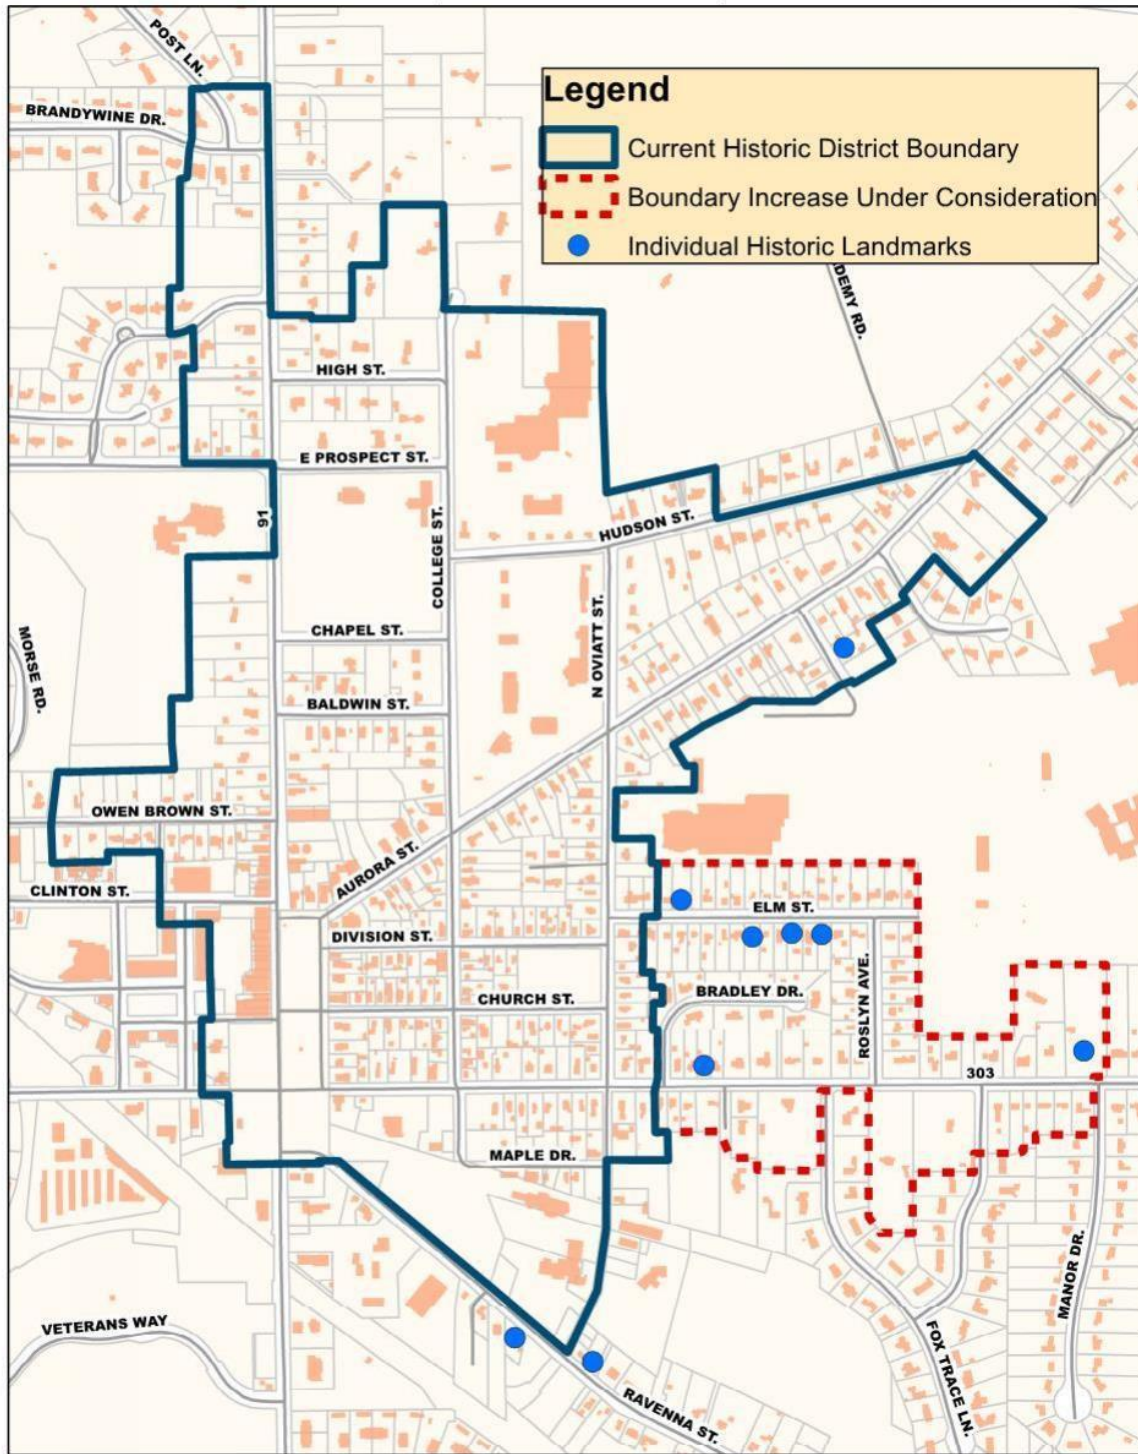 POST LN.
Legend
BRANDYWINE DR.
Current Historic District Boundary
Boundary Increase Under Consideration
Individual Historic Landmarks
DEMY RD.
HIGH ST.
E PROSPECT ST.
91
HUDSON ST.
COLLEGE ST.
N OVIATT ST.
CHAPEL ST.
MORSE RD.
BALDWIN ST.
OWEN BROWN ST.
AURORA ST.
CLINTON ST.
ELM ST.
DIVISION ST.
ROSLYN AVE.
BRADLEY DR.
CHURCH ST.
303
MAPLE DR.
MANOR DR.
VETERANS WAY
FOX TRACE LN.
RAVENNA ST.